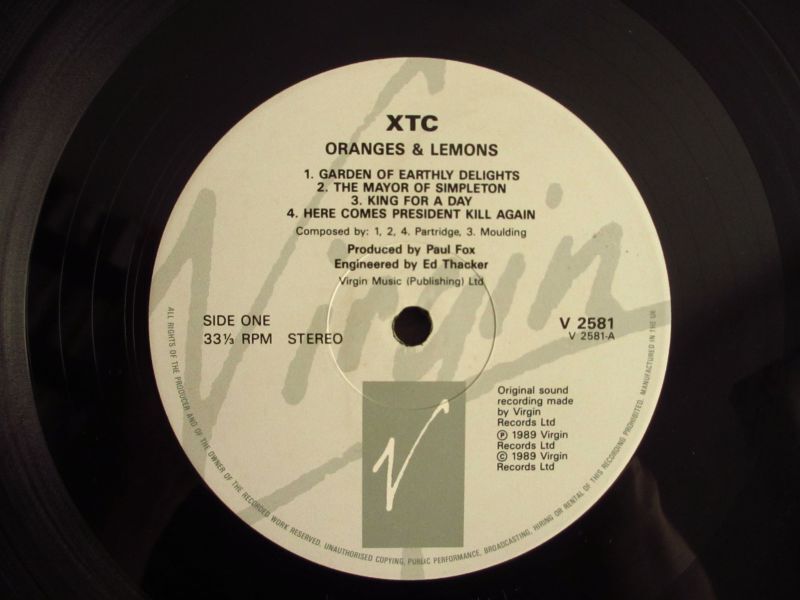 XTC
ORANGES & LEMONS
1. GARDEN OF EARTHLY DELIGHTS
2. THE MAYOR OF SIMPLETON
3. KING FOR A DAY
4. HERE COMES PRESIDENT KILL AGAIN
Composed by: 1, 2, 4. Partridge, 3. Moulding
Produced by Paul Fox
Engineered by Ed Thacker
Virgin Music (Publishing) Ltd
Virgin
SIDE ONE
33⅓ RPM STEREO
V 2581
V 2581-A
Original sound
recording made
by Virgin
Records Ltd
Ⓟ 1989 Virgin
Records Ltd
© 1989 Virgin
Records Ltd
V
ALL RIGHTS OF THE PRODUCER AND OF THE OWNER OF THE RECORDED WORK RESERVED. UNAUTHORISED COPYING, PUBLIC PERFORMANCE, BROADCASTING, HIRING OR RENTAL OF THIS RECORDING PROHIBITED. MANUFACTURED IN THE UK